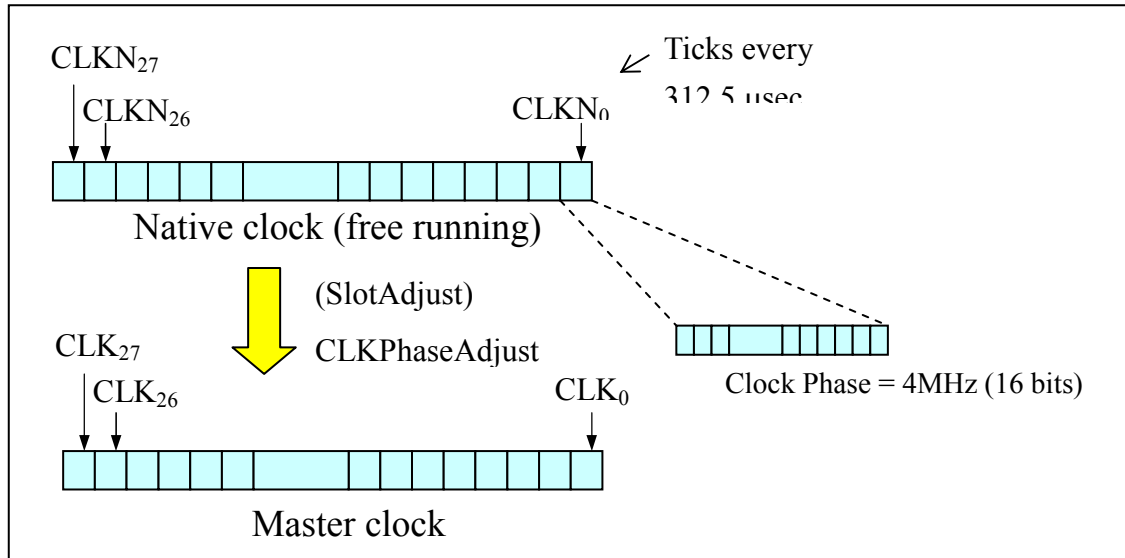 CLKN₂₇
CLKN₂₆
CLKN₀
Ticks every
312.5 μsec
Native clock (free running)
(SlotAdjust)
CLKPhaseAdjust
CLK₂₇
CLK₂₆
CLK₀
Clock Phase = 4MHz (16 bits)
Master clock